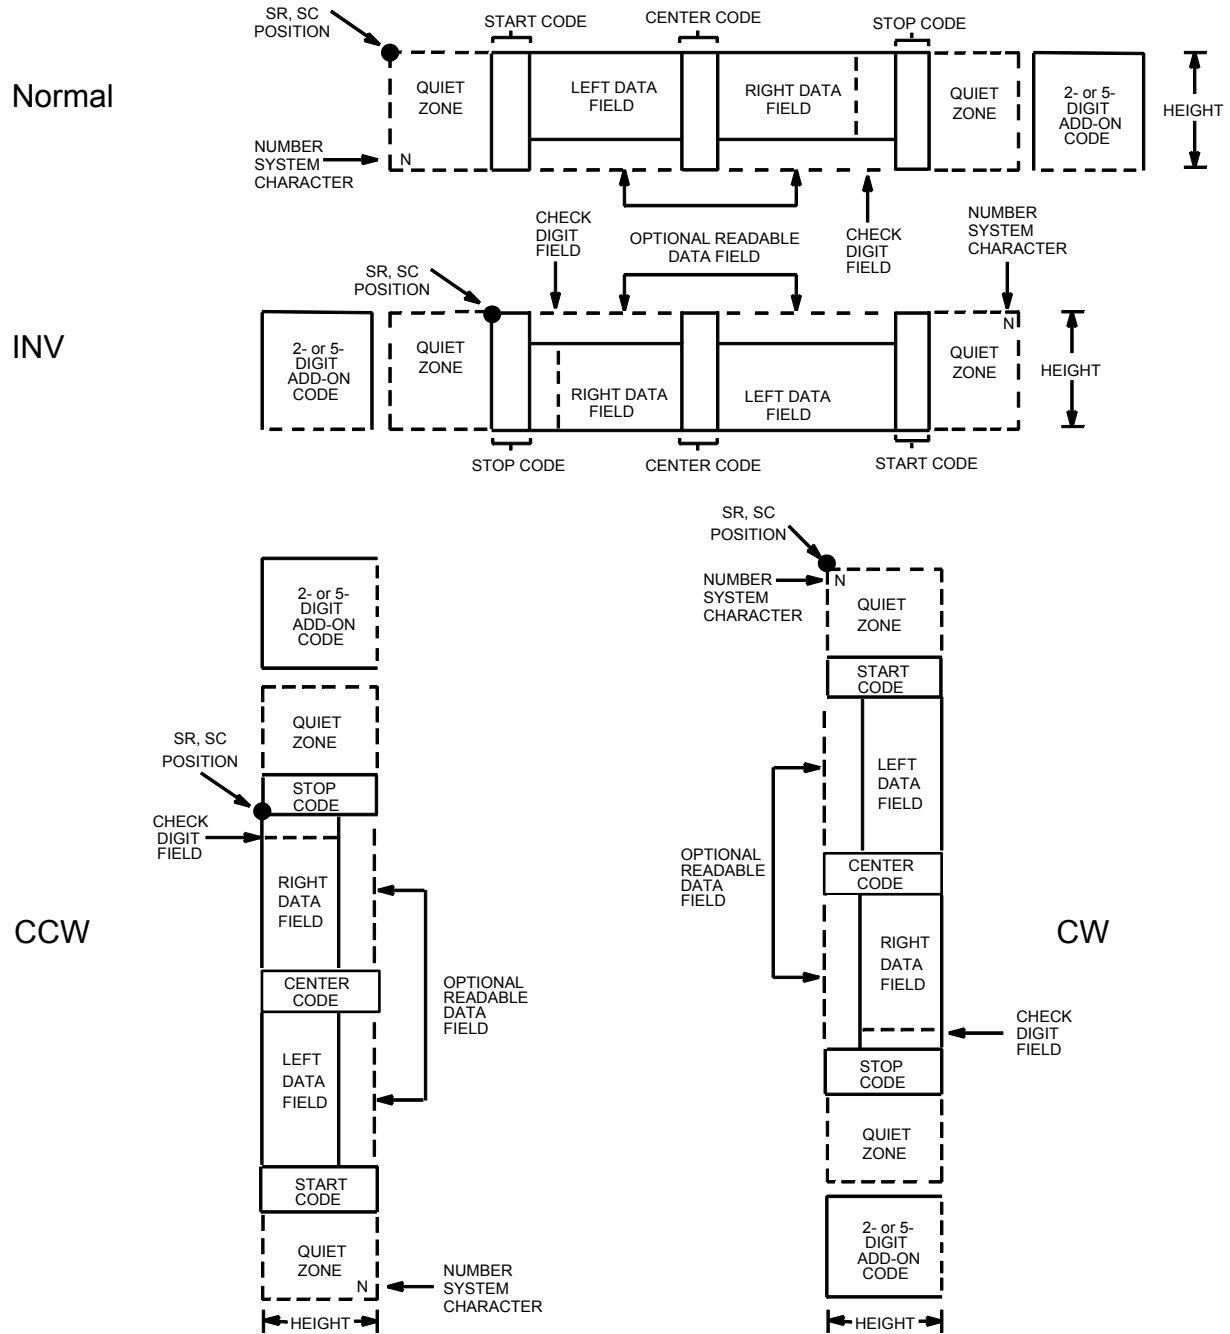 SR, SC
POSITION
START CODE
CENTER CODE
STOP CODE
Normal
QUIET
ZONE
LEFT DATA
FIELD
RIGHT DATA
FIELD
QUIET
ZONE
2- or 5-
DIGIT
ADD-ON
CODE
HEIGHT
NUMBER
SYSTEM
CHARACTER
N
CHECK
DIGIT
FIELD
OPTIONAL READABLE
DATA FIELD
CHECK
DIGIT
FIELD
NUMBER
SYSTEM
CHARACTER
SR, SC
POSITION
INV
2- or 5-
DIGIT
ADD-ON
CODE
QUIET
ZONE
RIGHT DATA
FIELD
LEFT DATA
FIELD
N
QUIET
ZONE
HEIGHT
STOP CODE
CENTER CODE
START CODE
CCW
2- or 5-
DIGIT
ADD-ON
CODE
QUIET
ZONE
SR, SC
POSITION
STOP
CODE
CHECK
DIGIT
FIELD
RIGHT
DATA
FIELD
CENTER
CODE
OPTIONAL
READABLE
DATA
FIELD
LEFT
DATA
FIELD
START
CODE
QUIET
ZONE
N
NUMBER
SYSTEM
CHARACTER
HEIGHT
SR, SC
POSITION
NUMBER
SYSTEM
CHARACTER
N
QUIET
ZONE
START
CODE
LEFT
DATA
FIELD
OPTIONAL
READABLE
DATA
FIELD
CENTER
CODE
CW
RIGHT
DATA
FIELD
CHECK
DIGIT
FIELD
STOP
CODE
QUIET
ZONE
2- or 5-
DIGIT
ADD-ON
CODE